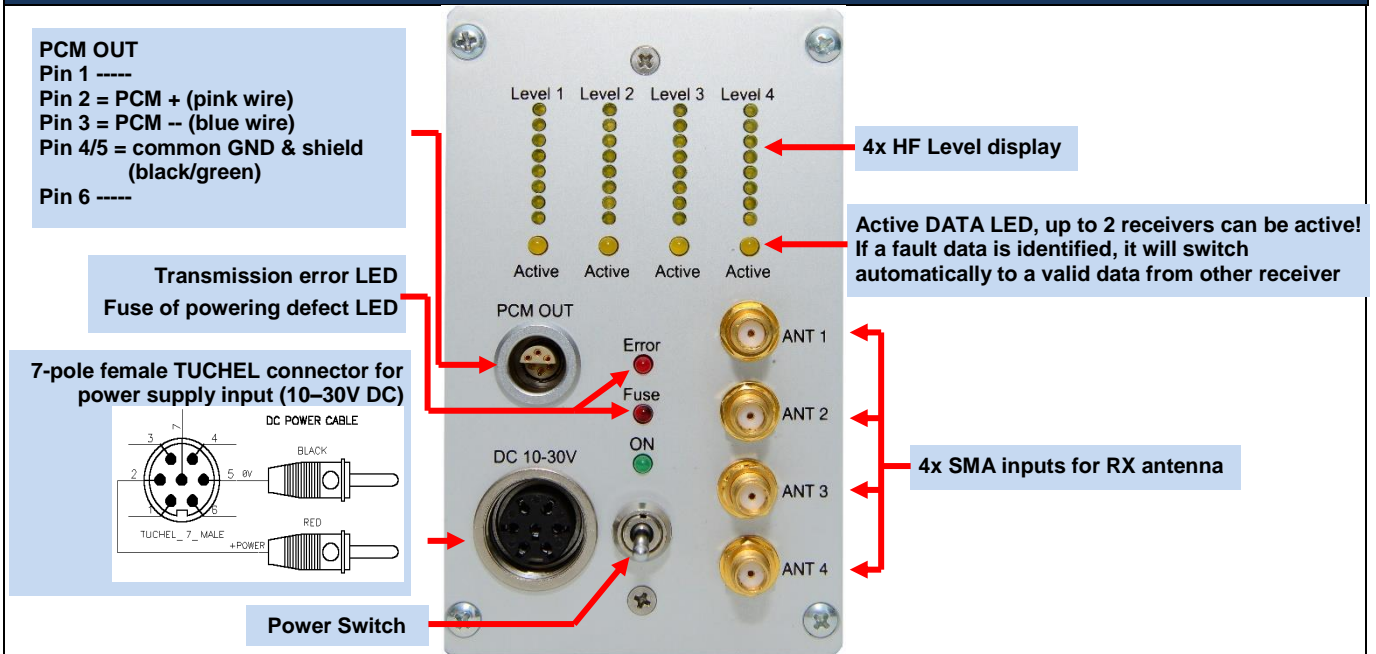 PCM OUT
Pin 1 -----
Pin 2 = PCM + (pink wire)
Pin 3 = PCM -- (blue wire)
Pin 4/5 = common GND & shield
(black/green)
Pin 6 -----
Transmission error LED
Fuse of powering defect LED
7-pole female TUCHEL connector for
power supply input (10–30V DC)
DC POWER CABLE
7
3
4
BLACK
2
5 0V
1
6
TUCHEL_ 7_ MALE
RED
+POWER
Power Switch
Level 1 Level 2 Level 3 Level 4
Active Active Active Active
PCM OUT
Error
Fuse
ON
DC 10-30V
ANT 1
ANT 2
ANT 3
ANT 4
4x HF Level display
Active DATA LED, up to 2 receivers can be active!
If a fault data is identified, it will switch
automatically to a valid data from other receiver
4x SMA inputs for RX antenna